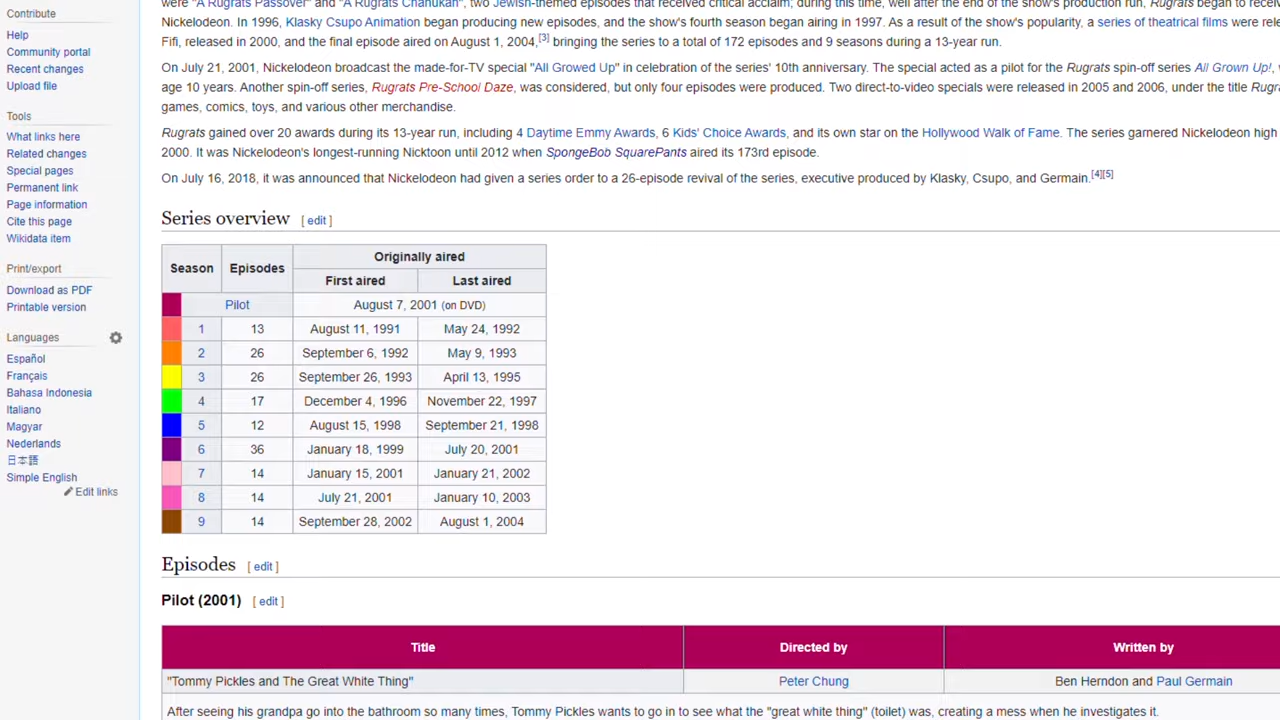 Contribute
Help
Community portal
Recent changes
Upload file
Tools
What links here
Related changes
Special pages
Permanent link
Page information
Cite this page
Wikidata item
Print/export
Download as PDF
Printable version
Languages
Español
Français
Bahasa Indonesia
Italiano
Magyar
Nederlands
日本語
Simple English
Edit links
were "A Rugrats Passover" and "A Rugrats Chanukah", two Jewish-themed episodes that received critical acclaim; during this time, well after the end of the show's production run, Rugrats began to receiv
Nickelodeon. In 1996, Klasky Csupo Animation began producing new episodes, and the show's fourth season began airing in 1997. As a result of the show's popularity, a series of theatrical films were rele
Fifi, released in 2000, and the final episode aired on August 1, 2004,[3] bringing the series to a total of 172 episodes and 9 seasons during a 13-year run.
On July 21, 2001, Nickelodeon broadcast the made-for-TV special "All Growed Up" in celebration of the series' 10th anniversary. The special acted as a pilot for the Rugrats spin-off series All Grown Up!,
age 10 years. Another spin-off series, Rugrats Pre-School Daze, was considered, but only four episodes were produced. Two direct-to-video specials were released in 2005 and 2006, under the title Rugra
games, comics, toys, and various other merchandise.
Rugrats gained over 20 awards during its 13-year run, including 4 Daytime Emmy Awards, 6 Kids' Choice Awards, and its own star on the Hollywood Walk of Fame. The series garnered Nickelodeon high
2000. It was Nickelodeon's longest-running Nicktoon until 2012 when SpongeBob SquarePants aired its 173rd episode.
On July 16, 2018, it was announced that Nickelodeon had given a series order to a 26-episode revival of the series, executive produced by Klasky, Csupo, and Germain.[4][5]
Series overview [ edit ]
Season Episodes Originally aired
First aired Last aired
Pilot August 7, 2001 (on DVD)
1 13 August 11, 1991 May 24, 1992
2 26 September 6, 1992 May 9, 1993
3 26 September 26, 1993 April 13, 1995
4 17 December 4, 1996 November 22, 1997
5 12 August 15, 1998 September 21, 1998
6 36 January 18, 1999 July 20, 2001
7 14 January 15, 2001 January 21, 2002
8 14 July 21, 2001 January 10, 2003
9 14 September 28, 2002 August 1, 2004
Episodes [ edit ]
Pilot (2001) [ edit ]
Title Directed by Written by
"Tommy Pickles and The Great White Thing" Peter Chung Ben Herndon and Paul Germain
After seeing his grandpa go into the bathroom so many times, Tommy Pickles wants to go in to see what the "great white thing" (toilet) was, creating a mess when he investigates it.